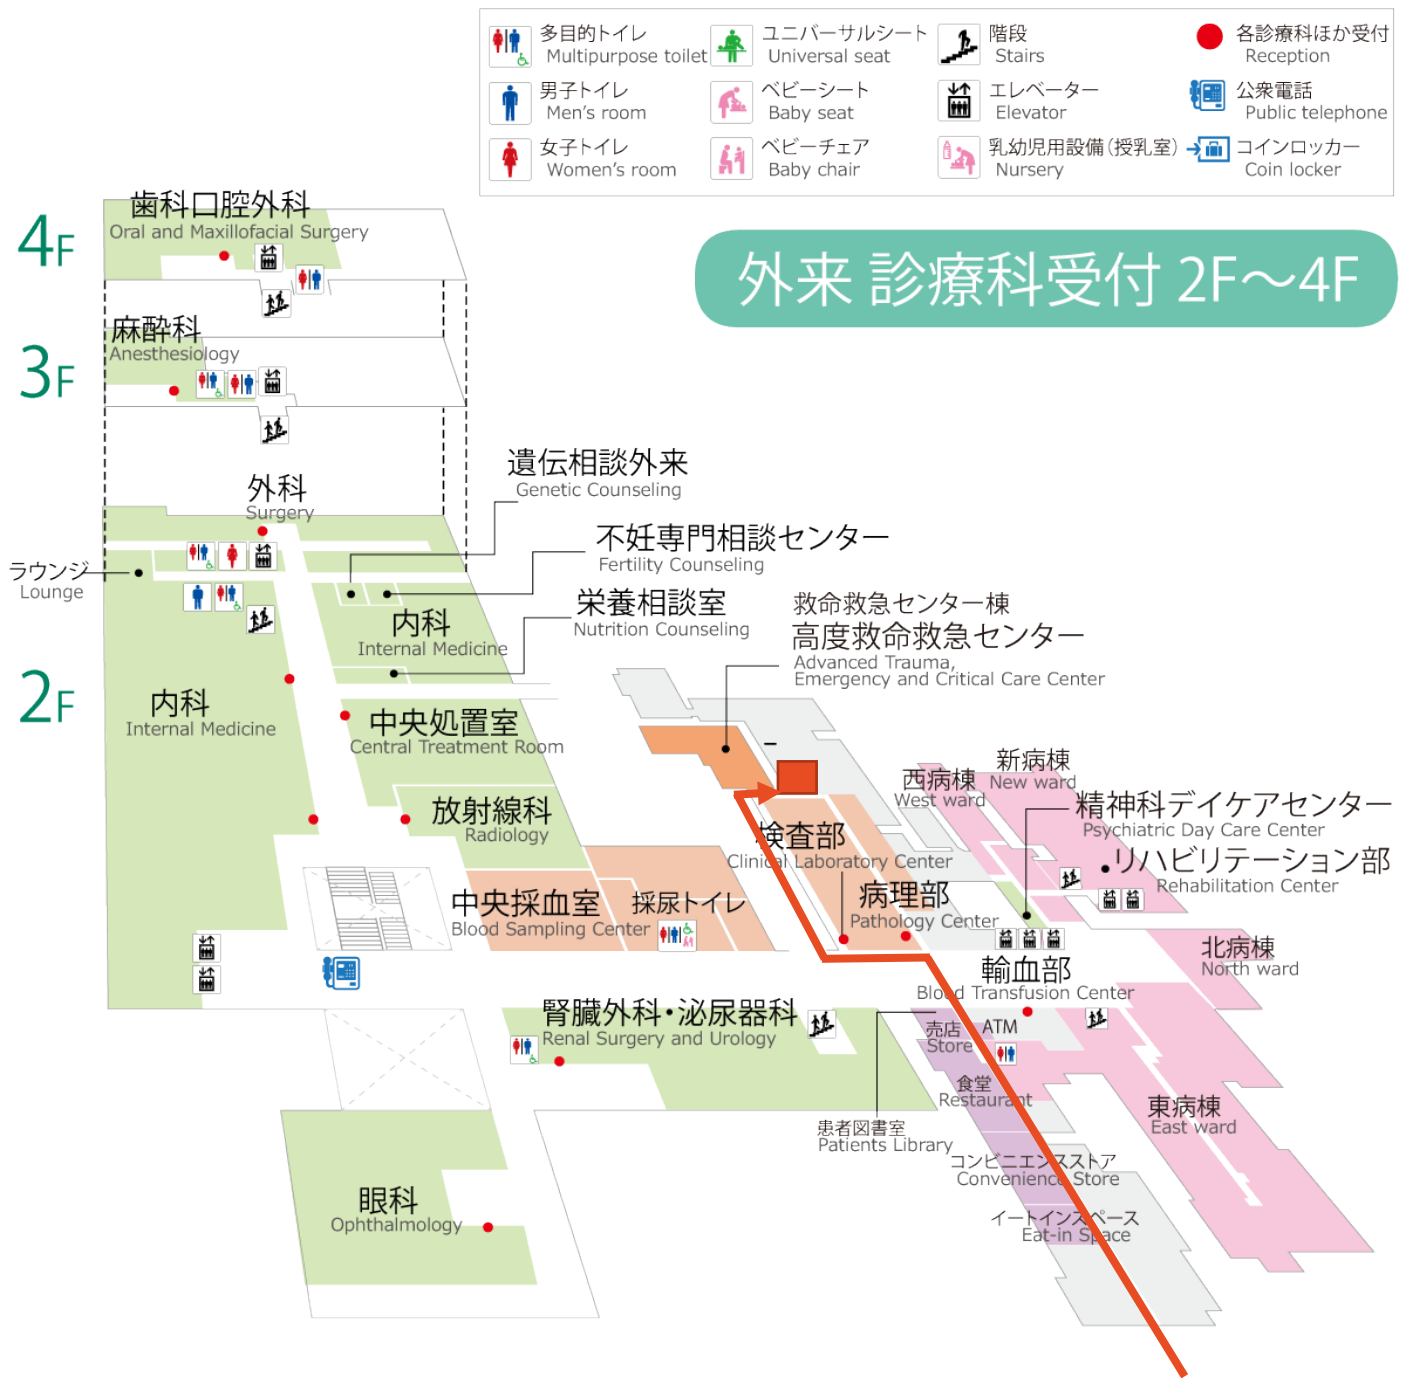 多目的トイレ
Multipurpose toilet
ユニバーサルシート
Universal seat
階段
Stairs
各診療科ほか受付
Reception
男子トイレ
Men's room
ベビーシート
Baby seat
エレベーター
Elevator
公衆電話
Public telephone
女子トイレ
Women's room
ベビーチェア
Baby chair
乳幼児用設備(授乳室)
Nursery
コインロッカー
Coin locker
外来 診療科受付 2F～4F
4F
歯科口腔外科
Oral and Maxillofacial Surgery
3F
麻酔科
Anesthesiology
遺伝相談外来
Genetic Counseling
外科
Surgery
不妊専門相談センター
Fertility Counseling
ラウンジ
Lounge
栄養相談室
Nutrition Counseling
内科
Internal Medicine
救命救急センター棟
高度救命救急センター
Advanced Trauma,
Emergency and Critical Care Center
2F
内科
Internal Medicine
中央処置室
Central Treatment Room
新病棟
New ward
西病棟
West ward
放射線科
Radiology
精神科デイケアセンター
Psychiatric Day Care Center
検査部
Clinical Laboratory Center
リハビリテーション部
Rehabilitation Center
中央採血室
Blood Sampling Center
採尿トイレ
病理部
Pathology Center
北病棟
North ward
輸血部
Blood Transfusion Center
腎臓外科・泌尿器科
Renal Surgery and Urology
売店
Store
ATM
食堂
Restaurant
東病棟
East ward
患者図書室
Patients Library
コンビニエンスストア
Convenience Store
眼科
Ophthalmology
イートインスペース
Eat-in Space